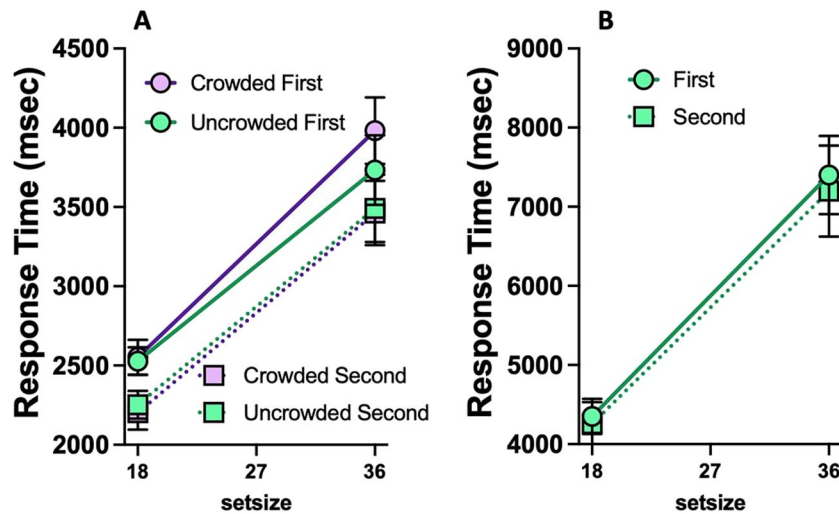 A
Response Time (msec)
4500
4000
3500
3000
2500
2000
Crowded First
Uncrowded First
Crowded Second
Uncrowded Second
18
27
36
setsize
B
Response Time (msec)
9000
8000
7000
6000
5000
4000
First
Second
18
27
36
setsize